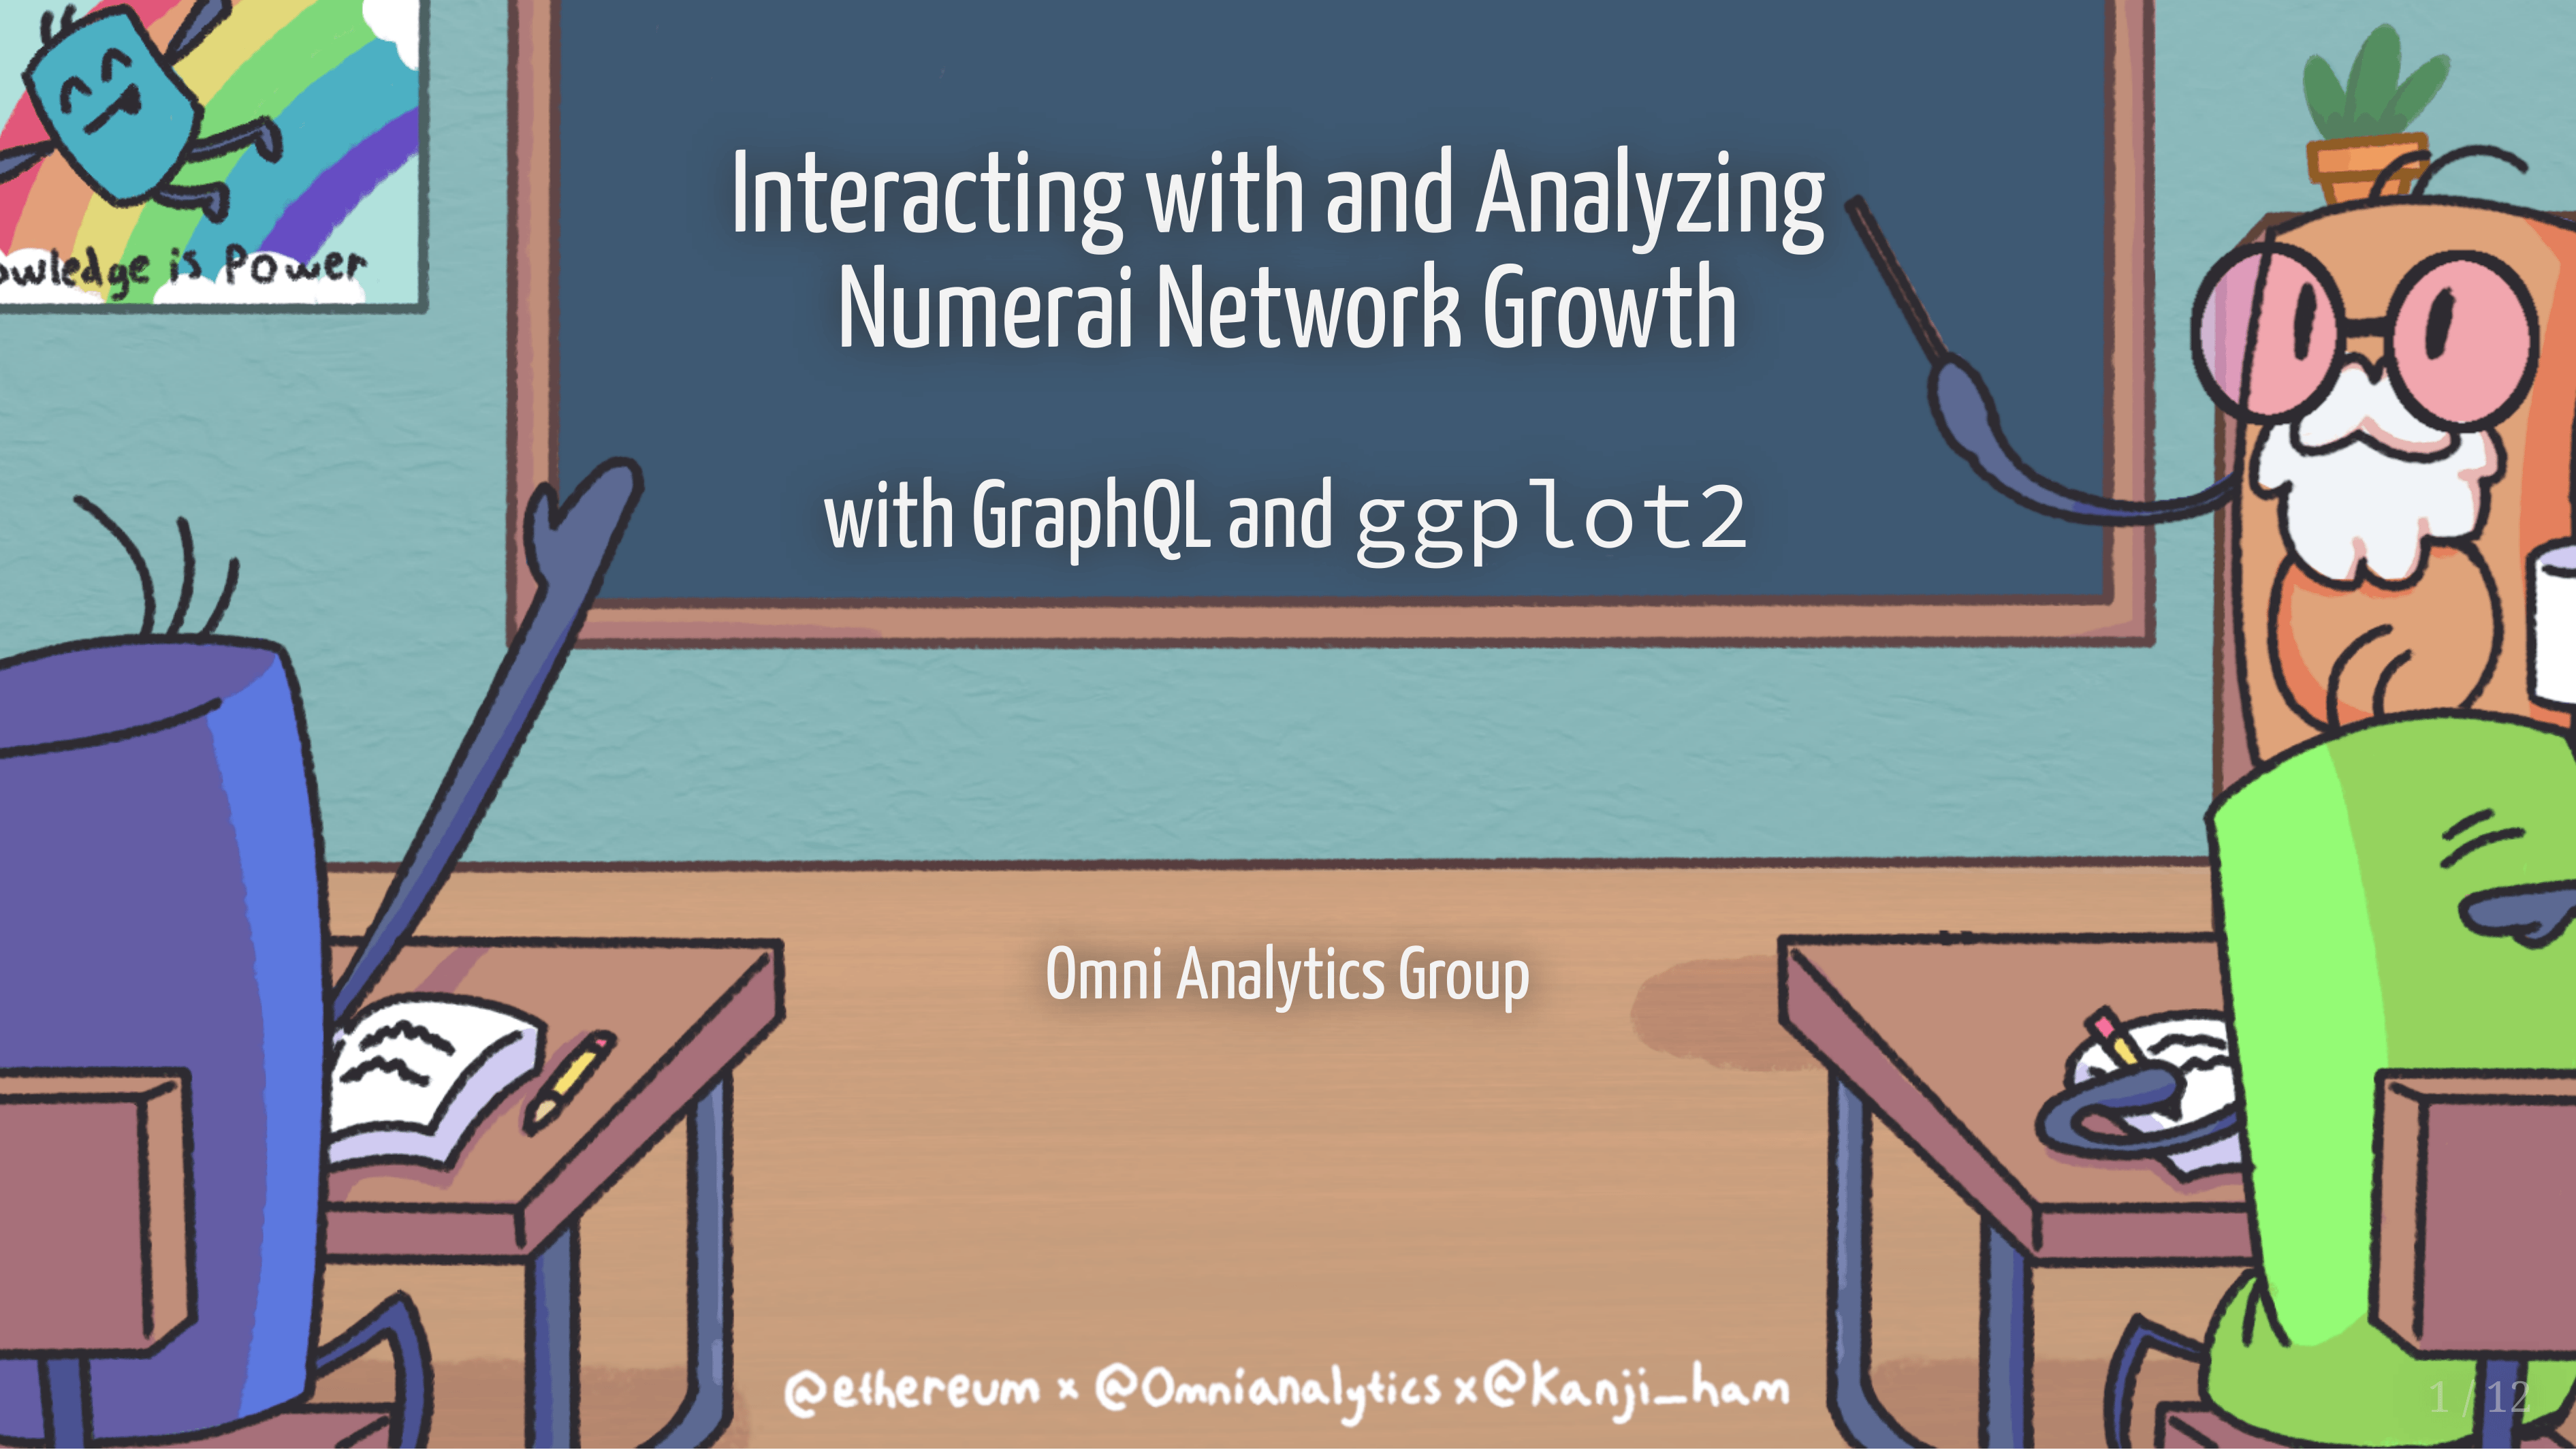 Interacting with and Analyzing
Numerai Network Growth
with GraphQL and ggplot2
is Power
Omni Analytics Group
@ethereum x @Omnianalytics x @Kanji_ham
1 / 12